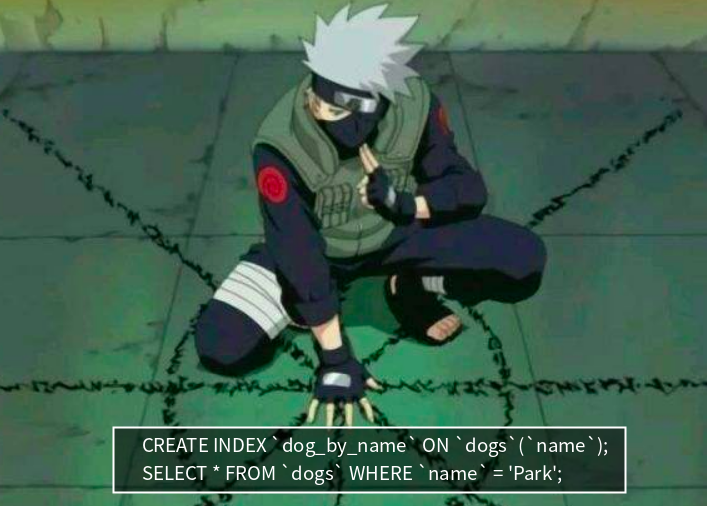 CREATE INDEX `dog_by_name` ON `dogs`(`name`);
SELECT * FROM `dogs` WHERE `name` = 'Park';